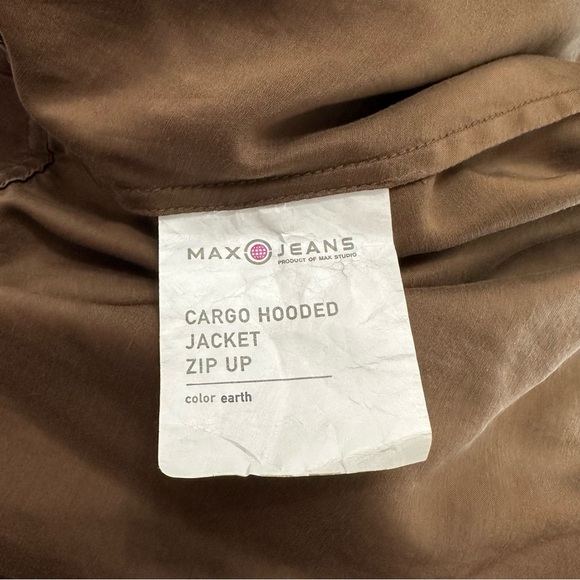 MAX JEANS
PRODUCT OF MAX STUDIO
CARGO HOODED
JACKET
ZIP UP
color earth